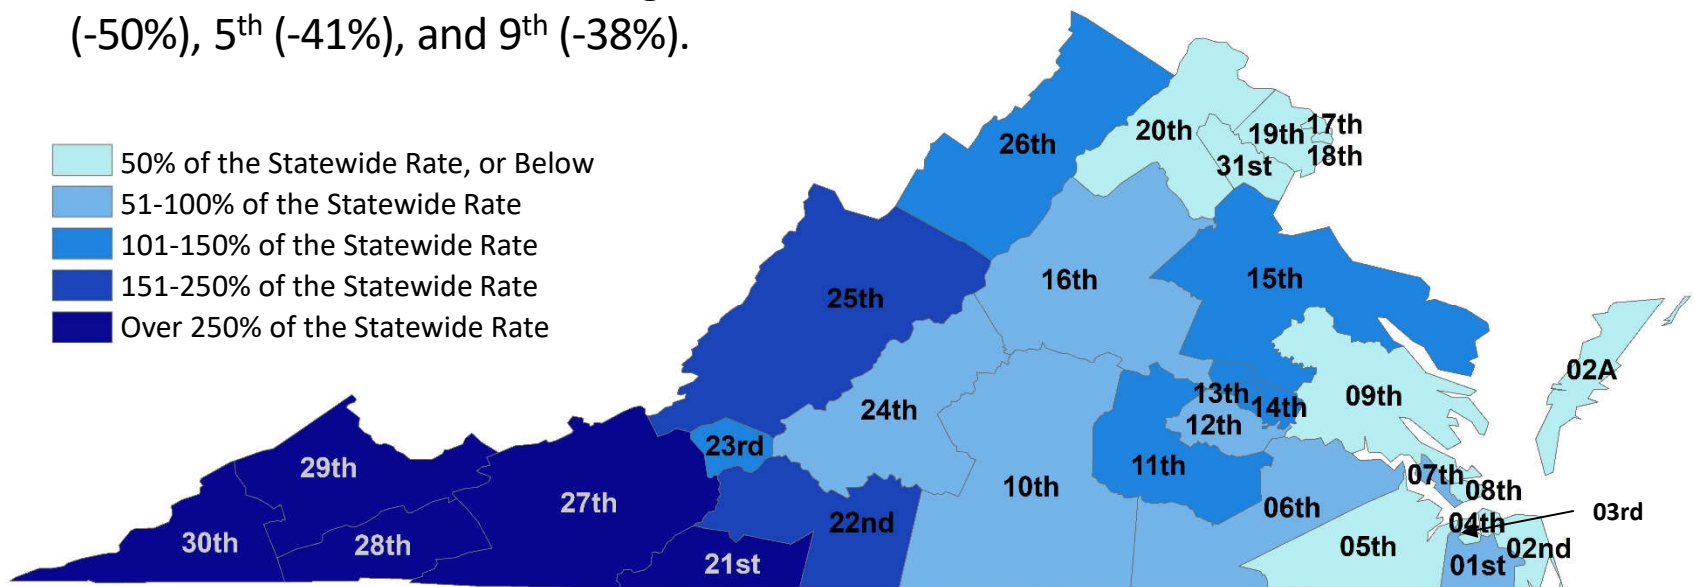 (-50%), 5th (-41%), and 9th (-38%).
50% of the Statewide Rate, or Below
51-100% of the Statewide Rate
101-150% of the Statewide Rate
151-250% of the Statewide Rate
Over 250% of the Statewide Rate
17th
20th
19th
26th
18th
31st
16th
15th
25th
02A
13th
09th
24th
14th
12th
23rd
11th
29th
07th
10th
08th
27th
06th
03rd
22nd
04th
30th
28th
05th
02nd
21st
01st